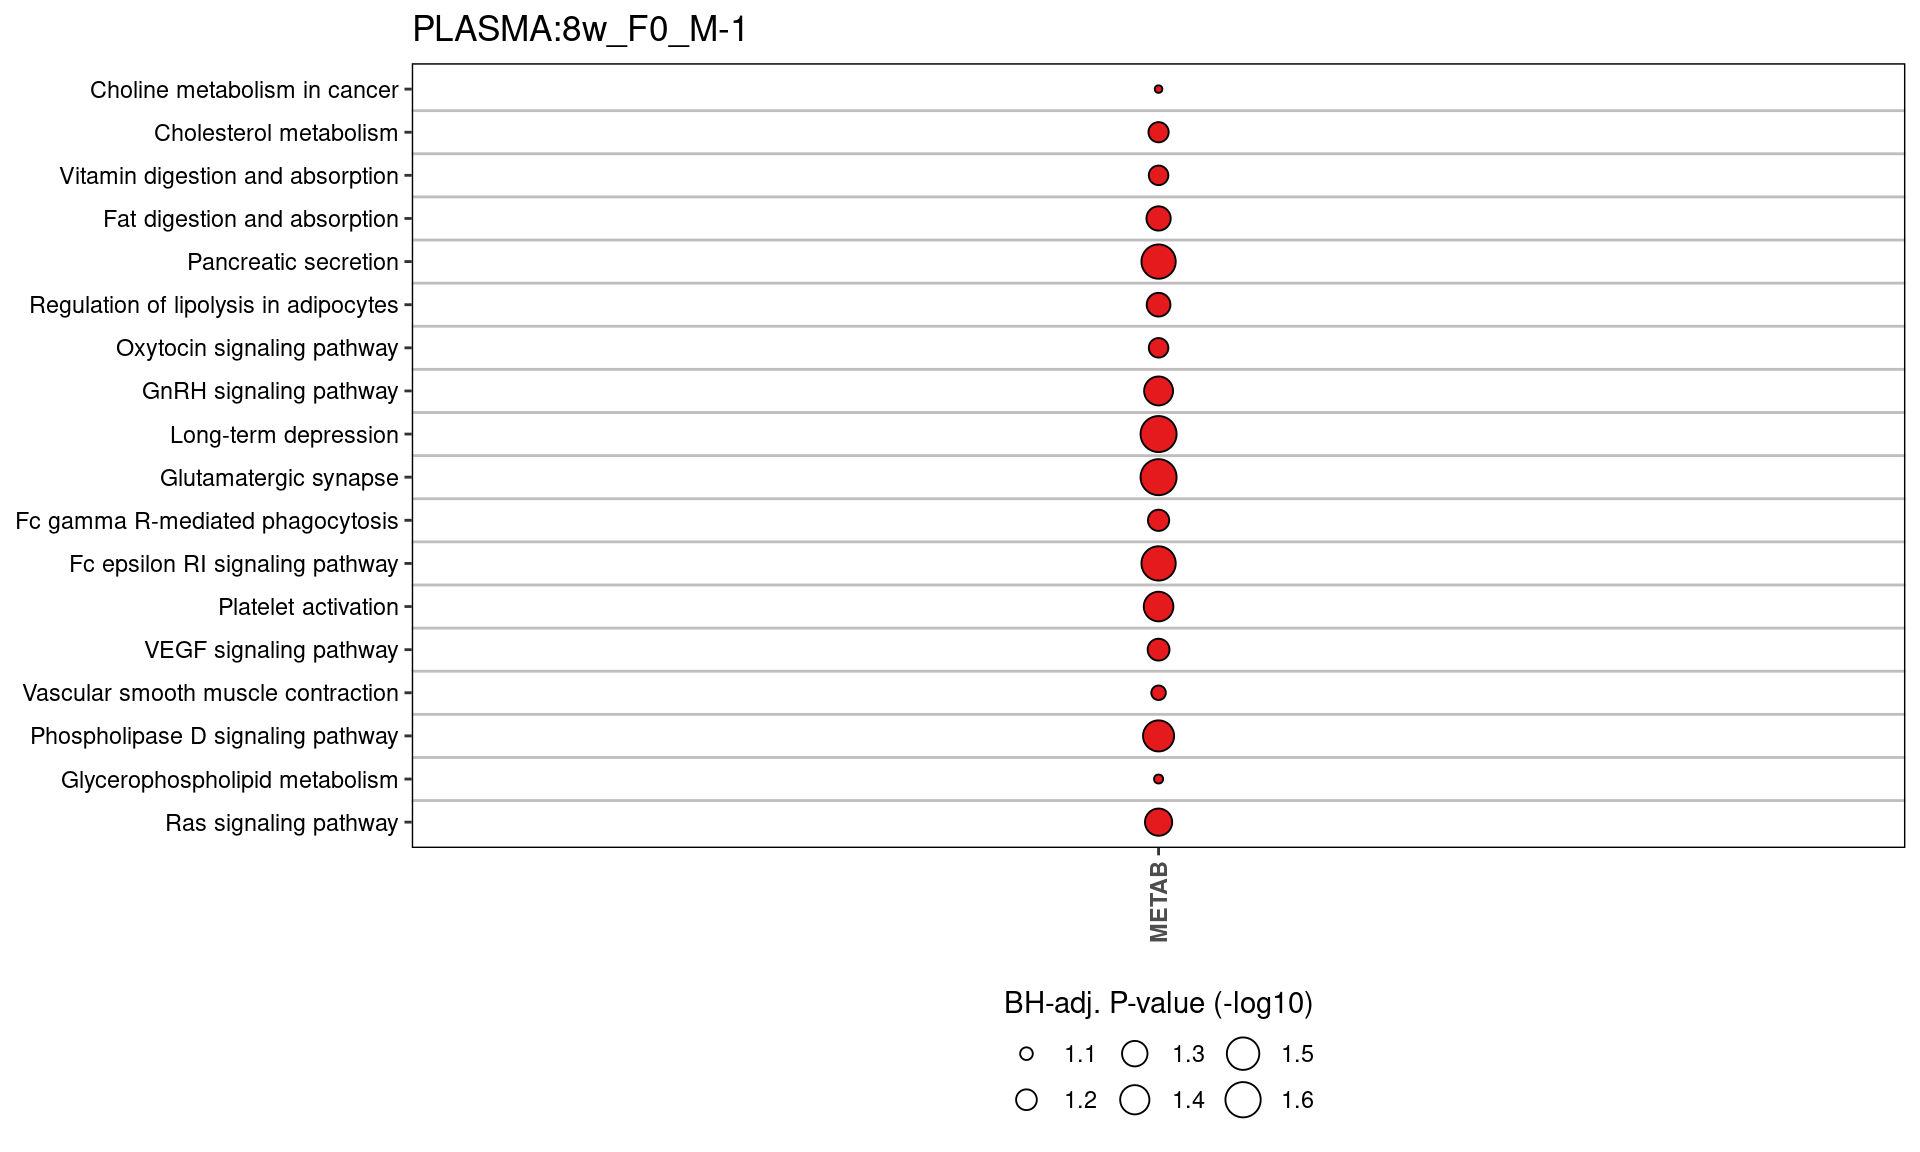 PLASMA:8w_F0_M-1
Choline metabolism in cancer
Cholesterol metabolism
Vitamin digestion and absorption
Fat digestion and absorption
Pancreatic secretion
Regulation of lipolysis in adipocytes
Oxytocin signaling pathway
GnRH signaling pathway
Long-term depression
Glutamatergic synapse
Fc gamma R-mediated phagocytosis
Fc epsilon RI signaling pathway
Platelet activation
VEGF signaling pathway
Vascular smooth muscle contraction
Phospholipase D signaling pathway
Glycerophospholipid metabolism
Ras signaling pathway
METAB
BH-adj. P-value (-log10)
1.1 1.3 1.5
1.2 1.4 1.6